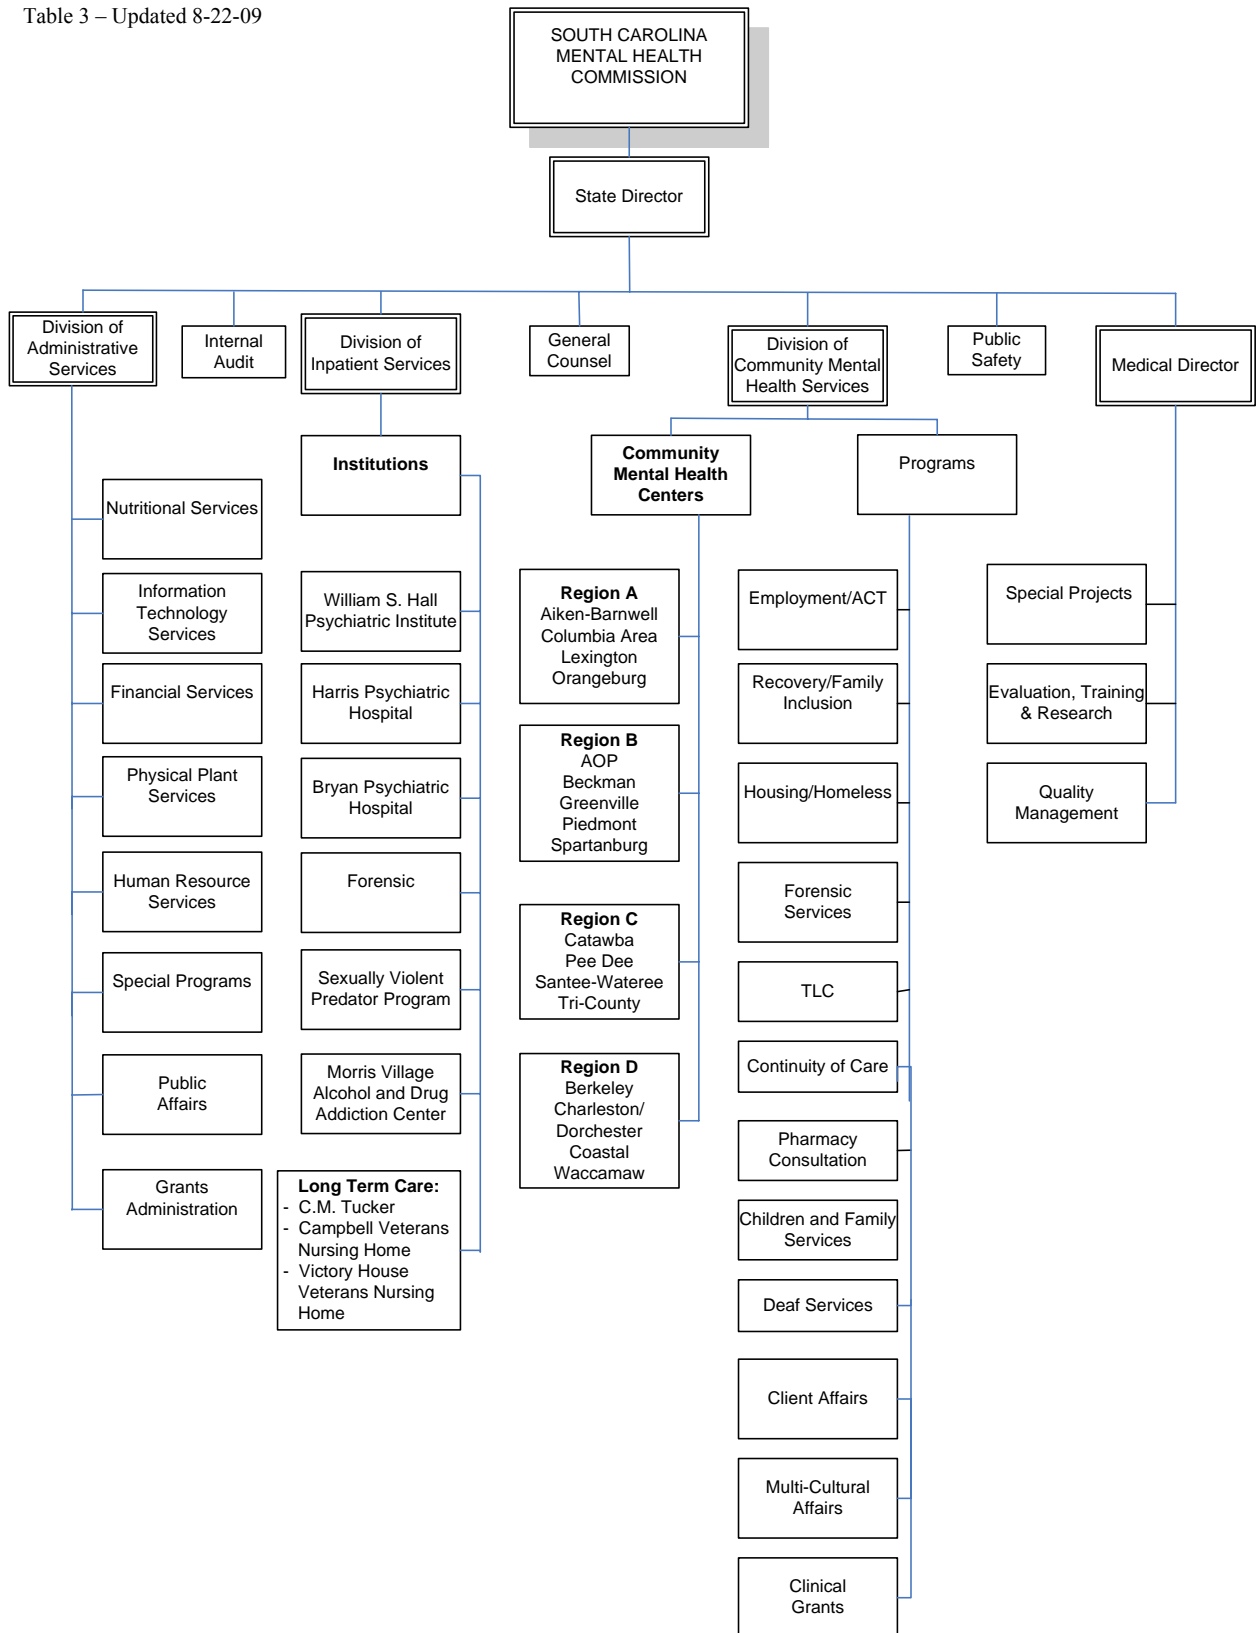 Table 3 – Updated 8-22-09
SOUTH CAROLINA
MENTAL HEALTH
COMMISSION
State Director
Division of
Administrative
Services
Internal
Audit
Division of
Inpatient Services
General
Counsel
Division of
Community Mental
Health Services
Public
Safety
Medical Director
Nutritional Services
Information
Technology
Services
Financial Services
Physical Plant
Services
Human Resource
Services
Special Programs
Public
Affairs
Grants
Administration
Institutions
William S. Hall
Psychiatric Institute
Harris Psychiatric
Hospital
Bryan Psychiatric
Hospital
Forensic
Sexually Violent
Predator Program
Morris Village
Alcohol and Drug
Addiction Center
Long Term Care:
- C.M. Tucker
- Campbell Veterans
Nursing Home
- Victory House
Veterans Nursing
Home
Community
Mental Health
Centers
Region A
Aiken-Barnwell
Columbia Area
Lexington
Orangeburg
Region B
AOP
Beckman
Greenville
Piedmont
Spartanburg
Region C
Catawba
Pee Dee
Santee-Wateree
Tri-County
Region D
Berkeley
Charleston/
Dorchester
Coastal
Waccamaw
Programs
Employment/ACT
Recovery/Family
Inclusion
Housing/Homeless
Forensic
Services
TLC
Continuity of Care
Pharmacy
Consultation
Children and Family
Services
Deaf Services
Client Affairs
Multi-Cultural
Affairs
Clinical
Grants
Special Projects
Evaluation, Training
& Research
Quality
Management